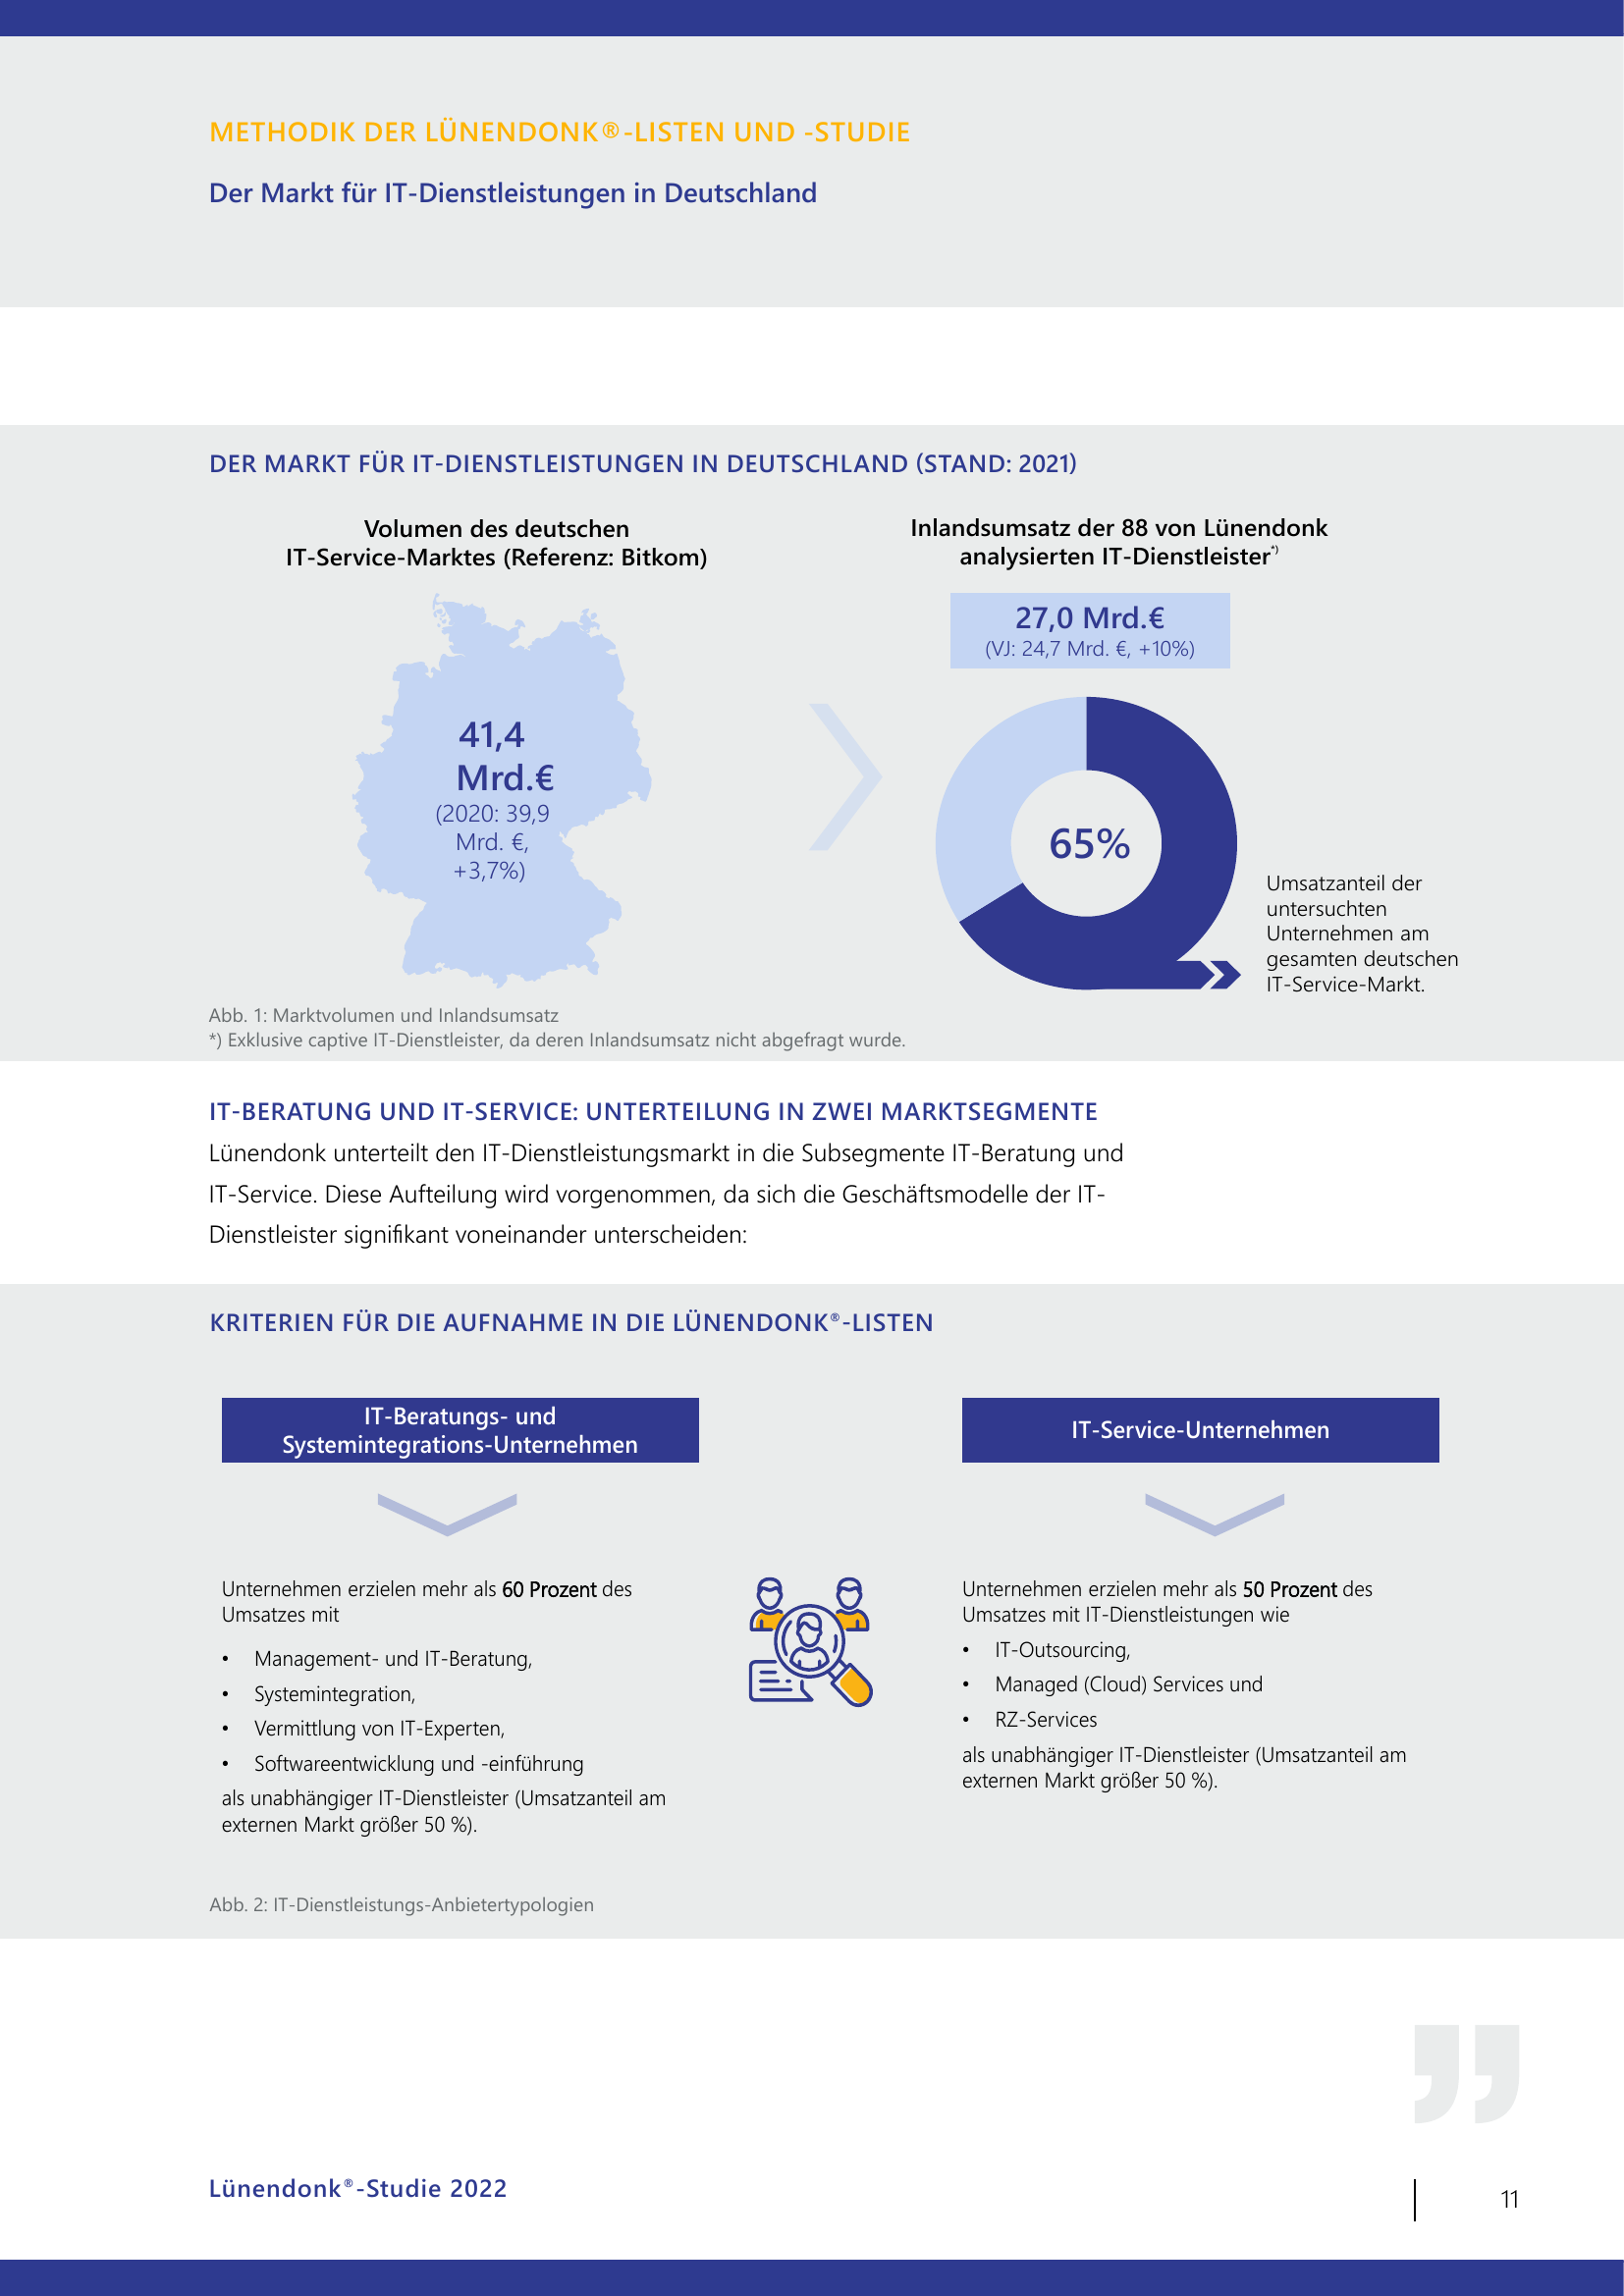 METHODIK DER LÜNENDONK®-LISTEN UND -STUDIE
Der Markt für IT-Dienstleistungen in Deutschland
DER MARKT FÜR IT-DIENSTLEISTUNGEN IN DEUTSCHLAND (STAND: 2021)
Volumen des deutschen
IT-Service-Marktes (Referenz: Bitkom)
41,4
Mrd.€
(2020: 39,9
Mrd. €,
+3,7%)
Inlandsumsatz der 88 von Lünendonk
analysierten IT-Dienstleister*)
27,0 Mrd.€
(VJ: 24,7 Mrd. €, +10%)
65%
Umsatzanteil der
untersuchten
Unternehmen am
gesamten deutschen
IT-Service-Markt.
Abb. 1: Marktvolumen und Inlandsumsatz
*) Exklusive captive IT-Dienstleister, da deren Inlandsumsatz nicht abgefragt wurde.
IT-BERATUNG UND IT-SERVICE: UNTERTEILUNG IN ZWEI MARKTSEGMENTE
Lünendonk unterteilt den IT-Dienstleistungsmarkt in die Subsegmente IT-Beratung und
IT-Service. Diese Aufteilung wird vorgenommen, da sich die Geschäftsmodelle der IT-
Dienstleister signifikant voneinander unterscheiden:
KRITERIEN FÜR DIE AUFNAHME IN DIE LÜNENDONK®-LISTEN
IT-Beratungs- und
Systemintegrations-Unternehmen
Unternehmen erzielen mehr als 60 Prozent des
Umsatzes mit
• Management- und IT-Beratung,
• Systemintegration,
• Vermittlung von IT-Experten,
• Softwareentwicklung und -einführung
als unabhängiger IT-Dienstleister (Umsatzanteil am
externen Markt größer 50 %).
IT-Service-Unternehmen
Unternehmen erzielen mehr als 50 Prozent des
Umsatzes mit IT-Dienstleistungen wie
• IT-Outsourcing,
• Managed (Cloud) Services und
• RZ-Services
als unabhängiger IT-Dienstleister (Umsatzanteil am
externen Markt größer 50 %).
Abb. 2: IT-Dienstleistungs-Anbietertypologien
Lünendonk®-Studie 2022
11